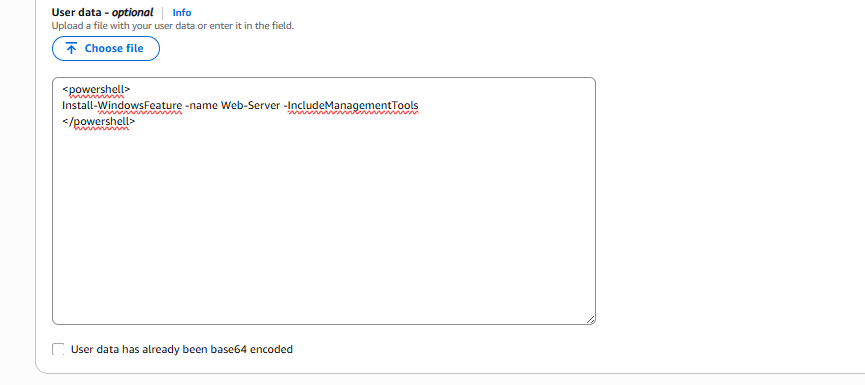 User data - optional | Info
Upload a file with your user data or enter it in the field.
Choose file
<powershell>
Install-WindowsFeature -name Web-Server -IncludeManagementTools
</powershell>
User data has already been base64 encoded